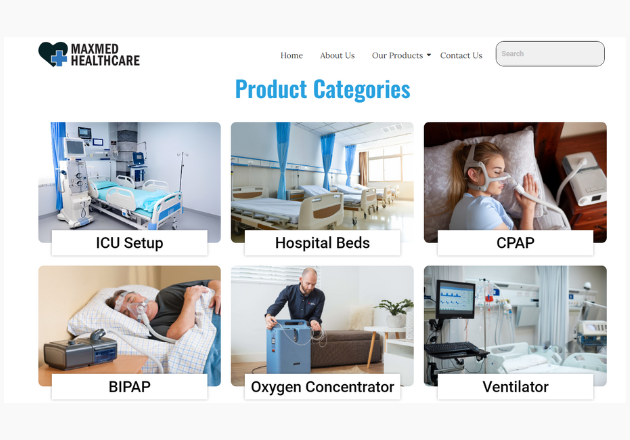 MAXMED
HEALTHCARE
Home About Us Our Products Contact Us Search
Product Categories
ICU Setup Hospital Beds CPAP
BIPAP Oxygen Concentrator Ventilator